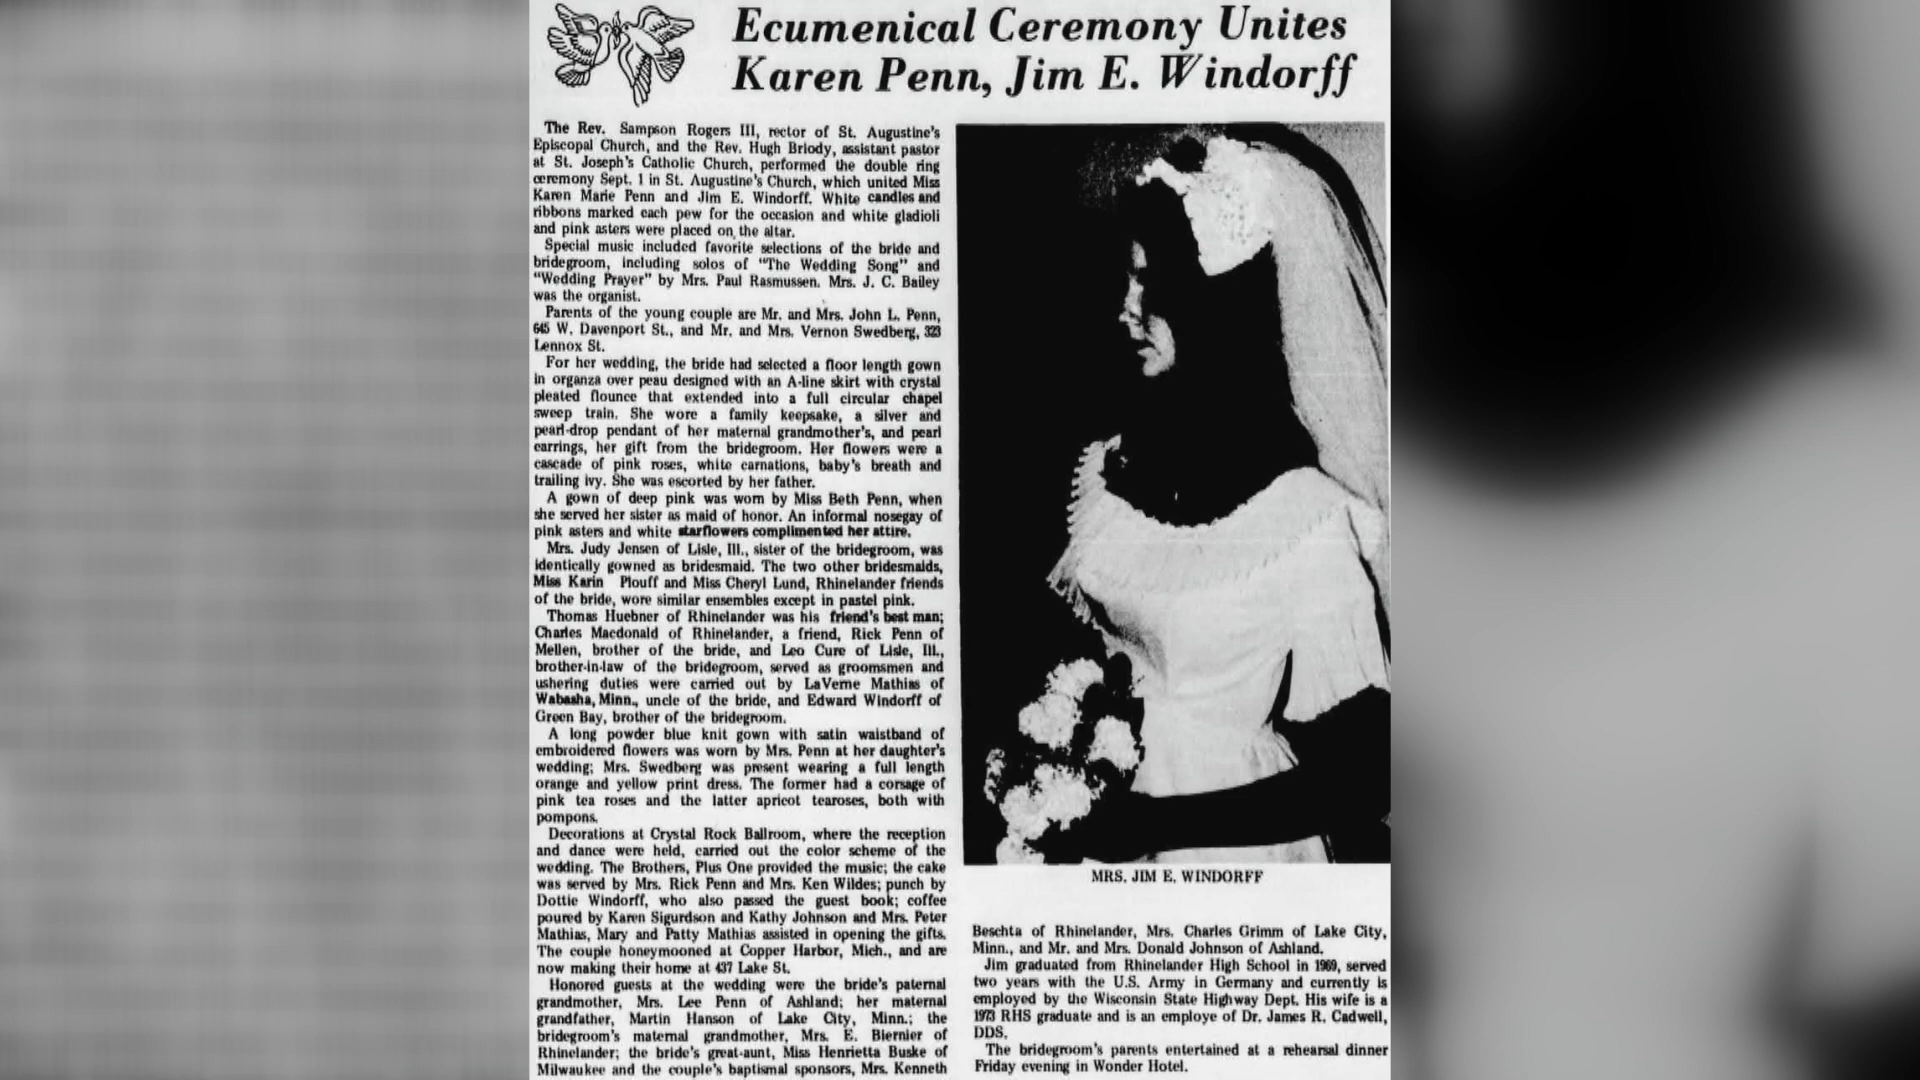 Ecumenical Ceremony Unites
Karen Penn, Jim E. Windorff
The Rev. Sampson Rogers III, rector of St. Augustine's
Episcopal Church, and the Rev. Hugh Briody, assistant pastor
at St. Joseph's Catholic Church, performed the double ring
ceremony Sept. 1 in St. Augustine's Church, which united Miss
Karen Marie Penn and Jim E. Windorff. White candles and
ribbons marked each pew for the occasion and white gladioli
and pink asters were placed on the altar.
Special music included favorite selections of the bride and
bridegroom, including solos of "The Wedding Song" and
"Wedding Prayer" by Mrs. Paul Rasmussen. Mrs. J. C. Bailey
was the organist.
Parents of the young couple are Mr. and Mrs. John L. Penn,
645 W. Davenport St., and Mr. and Mrs. Vernon Swedberg, 323
Lennox St.
For her wedding, the bride had selected a floor length gown
in organza over peau designed with an A-line skirt with crystal
pleated flounce that extended into a full circular chapel
sweep train. She wore a family keepsake, a silver and
pearl-drop pendant of her maternal grandmother's, and pearl
earrings, her gift from the bridegroom. Her flowers were a
cascade of pink roses, white carnations, baby's breath and
trailing ivy. She was escorted by her father.
A gown of deep pink was worn by Miss Beth Penn, when
she served her sister as maid of honor. An informal nosegay of
pink asters and white starflowers complimented her attire.
Mrs. Judy Jensen of Lisle, Ill., sister of the bridegroom, was
identically gowned as bridesmaid. The two other bridesmaids,
Miss Karin Plouff and Miss Cheryl Lund, Rhinelander friends
of the bride, wore similar ensembles except in pastel pink.
Thomas Huebner of Rhinelander was his friend's best man;
Charles Macdonald of Rhinelander, a friend, Rick Penn of
Mellen, brother of the bride, and Leo Cure of Lisle, Ill.,
brother-in-law of the bridegroom, served as groomsmen and
ushering duties were carried out by LaVerne Mathias of
Wabasha, Minn., uncle of the bride, and Edward Windorff of
Green Bay, brother of the bridegroom.
A long powder blue knit gown with satin waistband of
embroidered flowers was worn by Mrs. Penn at her daughter's
wedding; Mrs. Swedberg was present wearing a full length
orange and yellow print dress. The former had a corsage of
pink tea roses and the latter apricot tearoses, both with
pompons.
Decorations at Crystal Rock Ballroom, where the reception
and dance were held, carried out the color scheme of the
wedding. The Brothers, Plus One provided the music; the cake
was served by Mrs. Rick Penn and Mrs. Ken Wildes; punch by
Dottie Windorff, who also passed the guest book; coffee
poured by Karen Sigurdson and Kathy Johnson and Mrs. Peter
Mathias, Mary and Patty Mathias assisted in opening the gifts.
The couple honeymooned at Copper Harbor, Mich., and are
now making their home at 437 Lake St.
Honored guests at the wedding were the bride's paternal
grandmother, Mrs. Lee Penn of Ashland; her maternal
grandfather, Martin Hanson of Lake City, Minn.; the
bridegroom's maternal grandmother, Mrs. E. Biernier of
Rhinelander; the bride's great-aunt, Miss Henrietta Buske of
Milwaukee and the couple's baptismal sponsors, Mrs. Kenneth
MRS. JIM E. WINDORFF
Beschta of Rhinelander, Mrs. Charles Grimm of Lake City,
Minn., and Mr. and Mrs. Donald Johnson of Ashland.
Jim graduated from Rhinelander High School in 1969, served
two years with the U.S. Army in Germany and currently is
employed by the Wisconsin State Highway Dept. His wife is a
1973 RHS graduate and is an employe of Dr. James R. Cadwell,
DDS.
The bridegroom's parents entertained at a rehearsal dinner
Friday evening in Wonder Hotel.